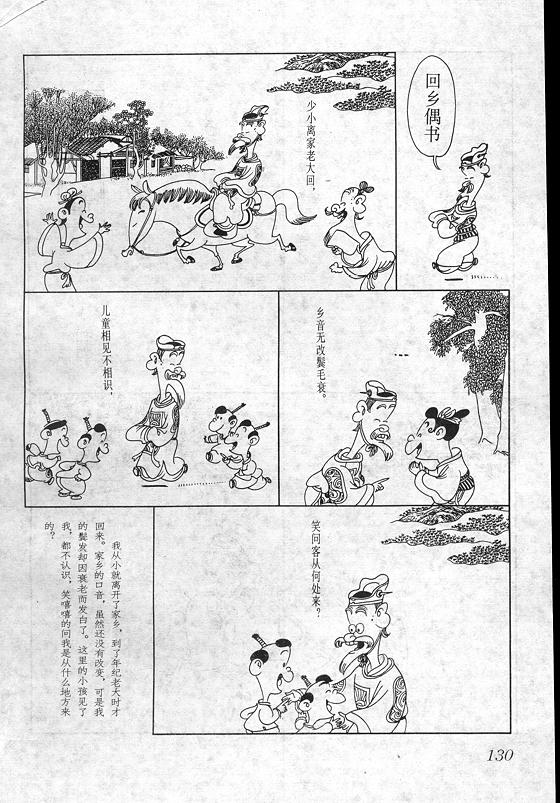 回乡偶书
少小离家老大回，
乡音无改鬓毛衰。
儿童相见不相识，
笑问客从何处来？
我从小就离开了家乡，到了年纪老大时才
回来。家乡的口音，虽然还没有改变，可是我
的鬓发却因衰老而发白了。这里的小孩见了
我，都不认识，笑嘻嘻的问我是从什么地方来
的？
130